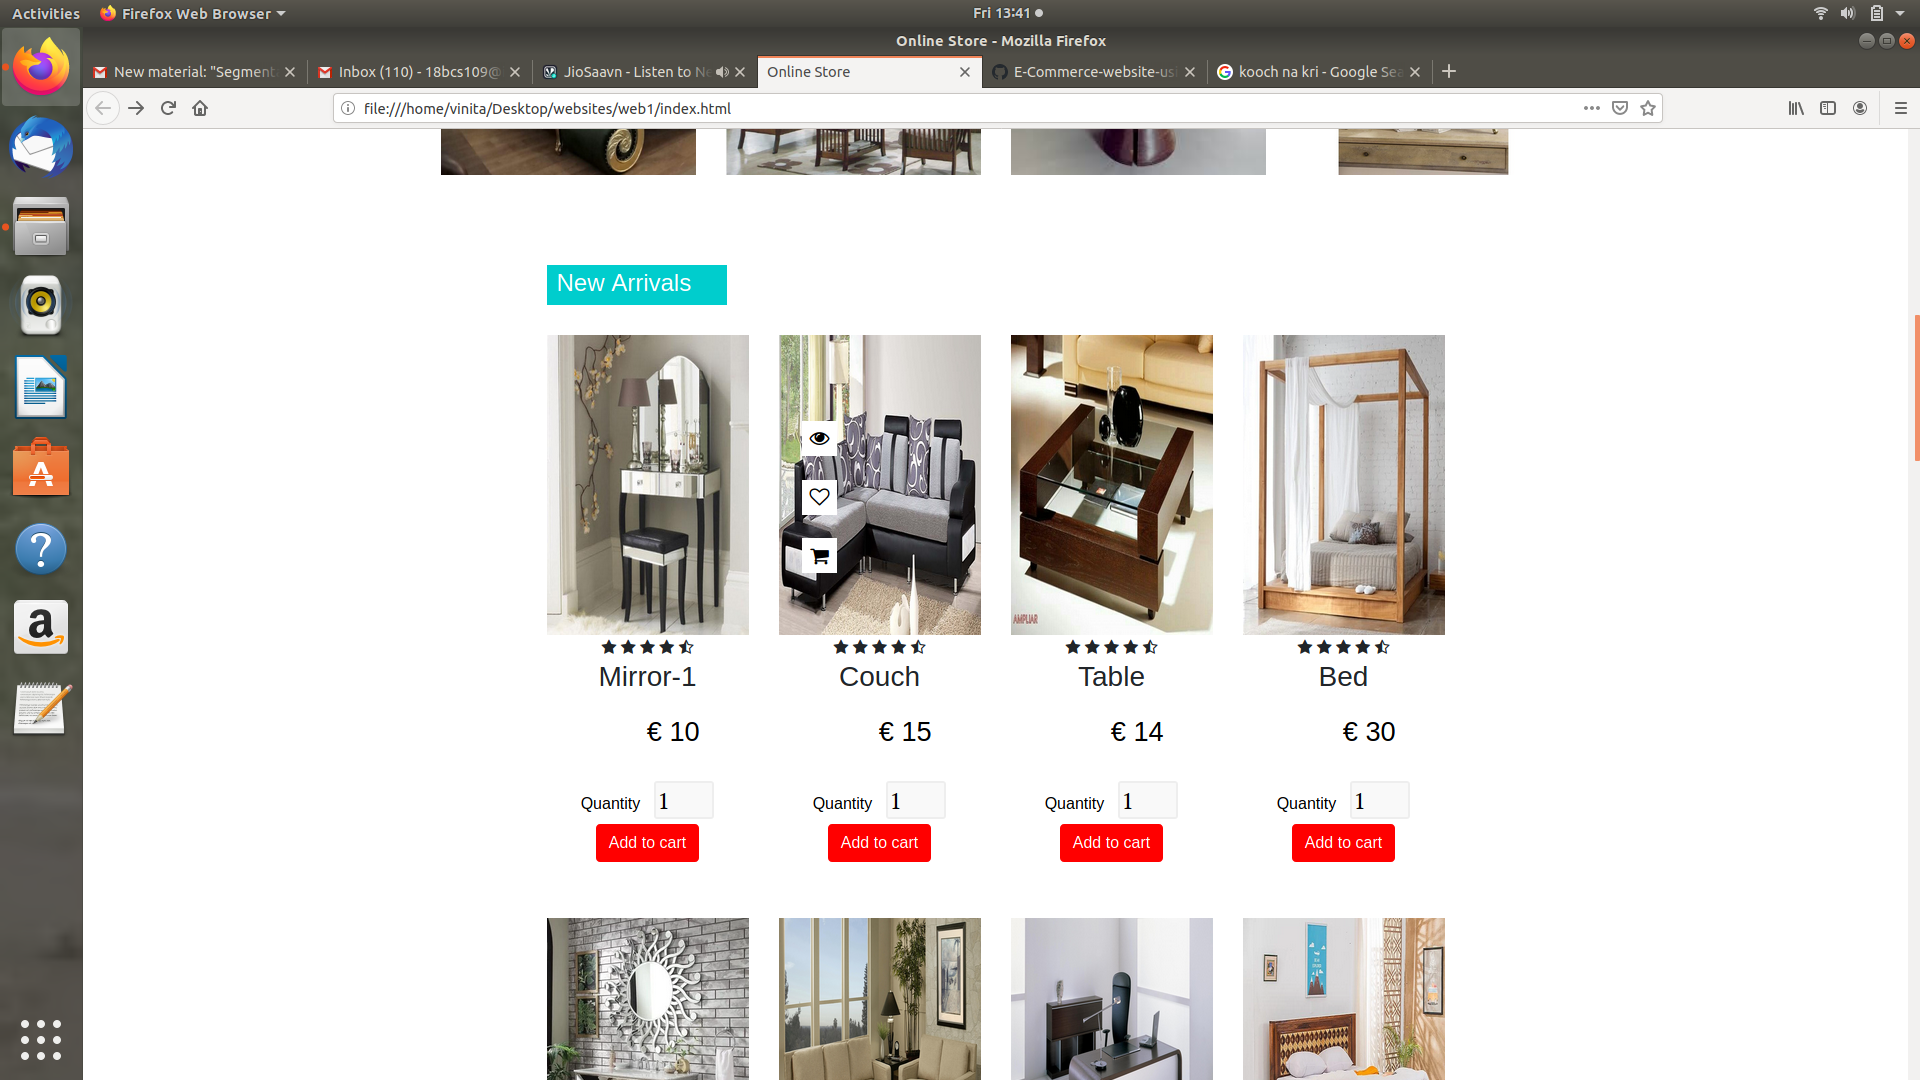 Activities
Firefox Web Browser
Fri 13:41
Online Store - Mozilla Firefox
New material: "Segment
Inbox (110) - 18bcs109@
JioSaavn - Listen to Ne
Online Store
E-Commerce-website-usi
kooch na kri - Google Sea
file:///home/vinita/Desktop/websites/web1/index.html
New Arrivals
AMPLIAR
Mirror-1
Couch
Table
Bed
€ 10
€ 15
€ 14
€ 30
Quantity 1
Quantity 1
Quantity 1
Quantity 1
Add to cart
Add to cart
Add to cart
Add to cart